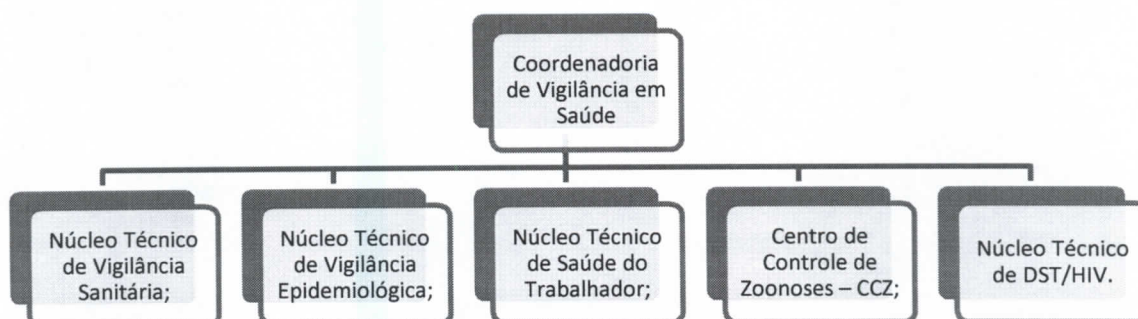 Coordenadoria
de Vigilância em
Saúde
Núcleo Técnico
de Vigilância
Sanitária;
Núcleo Técnico
de Vigilância
Epidemiológica;
Núcleo Técnico
de Saúde do
Trabalhador;
Centro de
Controle de
Zoonoses – CCZ;
Núcleo Técnico
de DST/HIV.